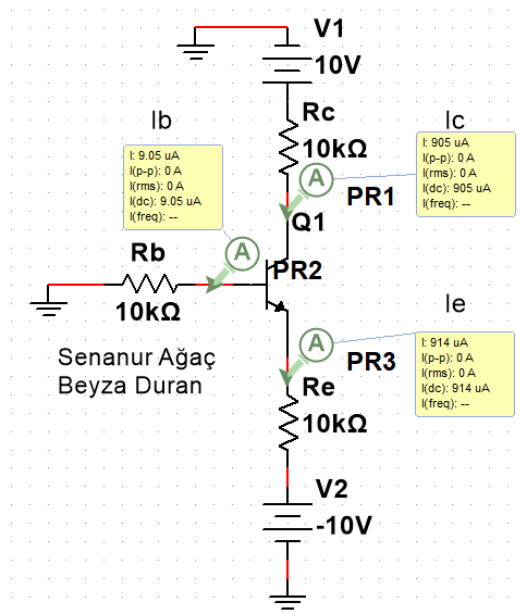 V1
10V
Rc
10kΩ
Ib
I: 9.05 uA
I(p-p): 0 A
I(rms): 0 A
I(dc): 9.05 uA
I(freq): --
Ic
I: 905 uA
I(p-p): 0 A
I(rms): 0 A
I(dc): 905 uA
I(freq): --
A
PR1
Q1
Rb
10kΩ
A
PR2
Senanur Ağaç
Beyza Duran
Ie
I: 914 uA
I(p-p): 0 A
I(rms): 0 A
I(dc): 914 uA
I(freq): --
A
PR3
Re
10kΩ
V2
-10V